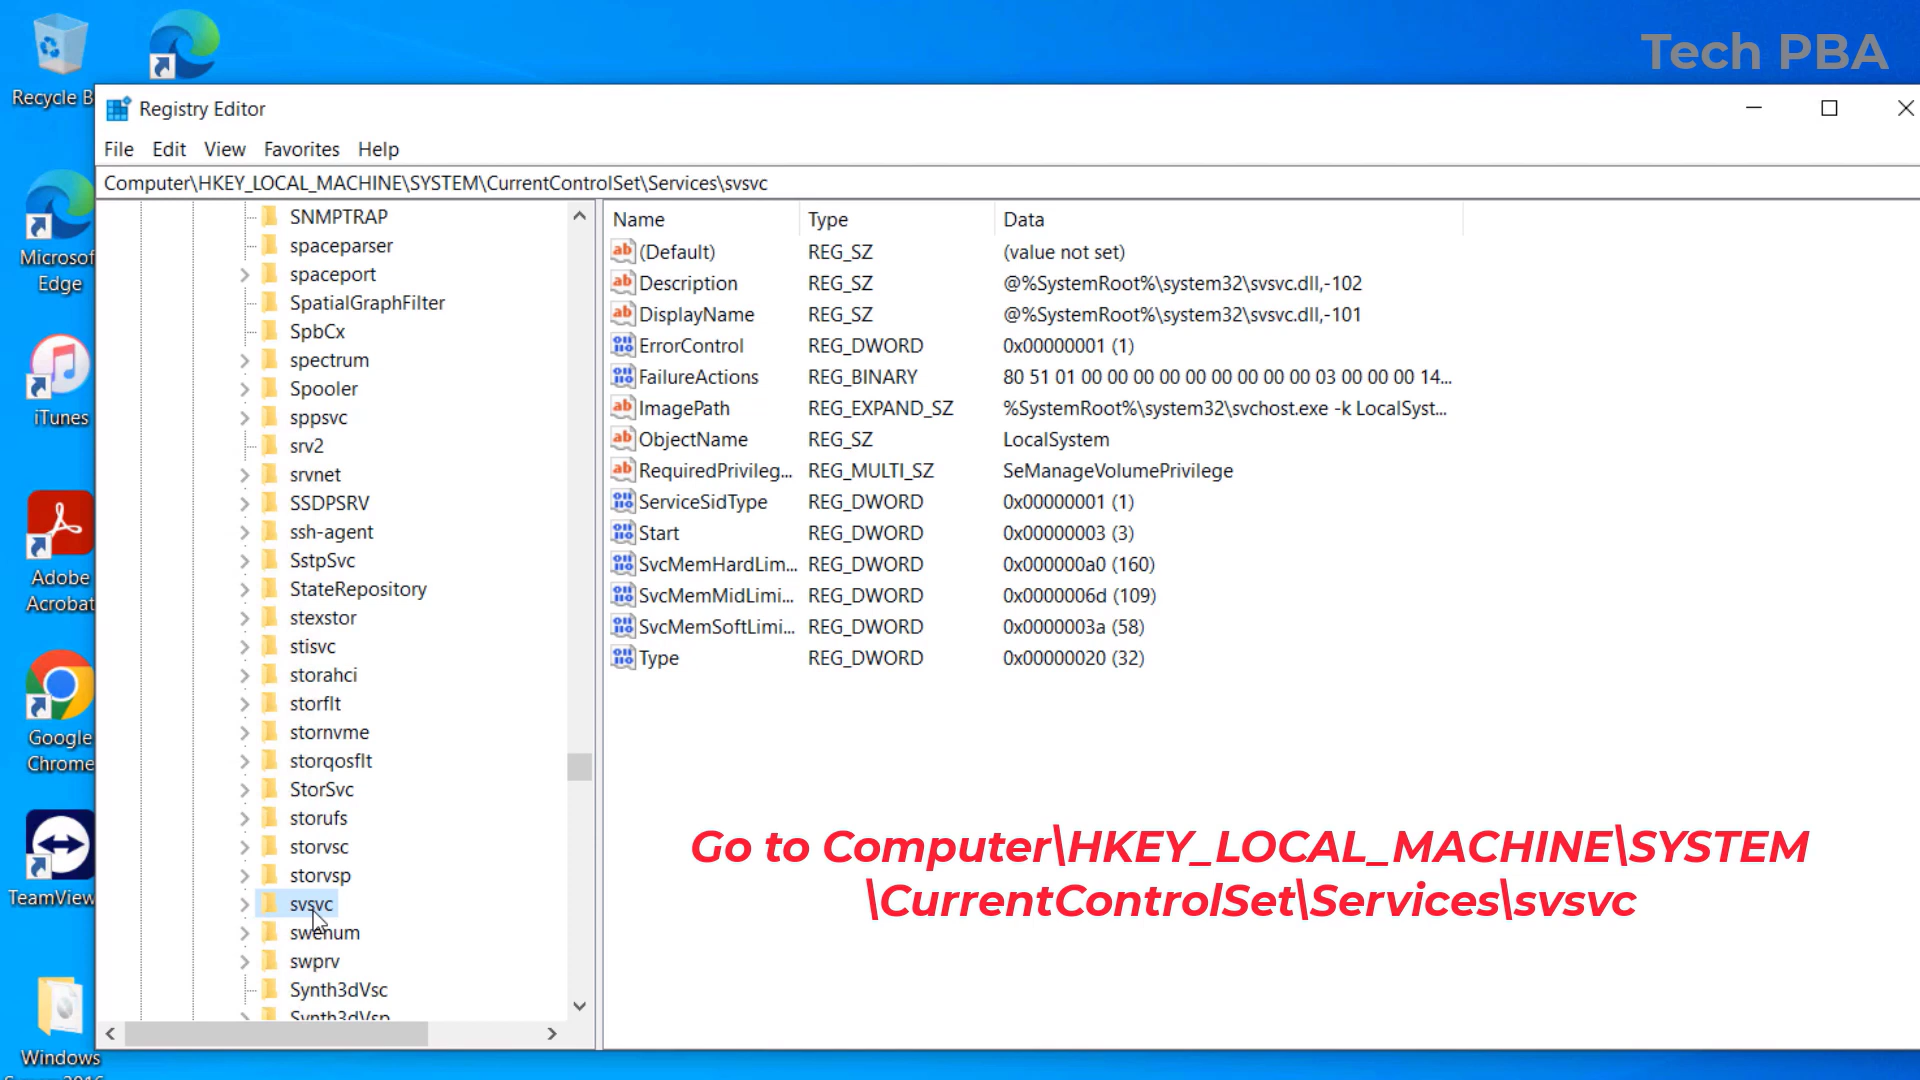 Tech PBA
Recycle B
Registry Editor
File Edit View Favorites Help
Computer\HKEY_LOCAL_MACHINE\SYSTEM\CurrentControlSet\Services\svsvc
Microsof
Edge
iTunes
Adobe
Acrobat
Google
Chrome
TeamView
Windows
SNMPTRAP
spaceparser
spaceport
SpatialGraphFilter
SpbCx
spectrum
Spooler
sppsvc
srv2
srvnet
SSDPSRV
ssh-agent
SstpSvc
StateRepository
stexstor
stisvc
storahci
storflt
stornvme
storqosflt
StorSvc
storufs
storvsc
storvsp
svsvc
swenum
swprv
Synth3dVsc
Synth3dVsp
Name Type Data
(Default) REG_SZ (value not set)
Description REG_SZ @%SystemRoot%\system32\svsvc.dll,-102
DisplayName REG_SZ @%SystemRoot%\system32\svsvc.dll,-101
ErrorControl REG_DWORD 0x00000001 (1)
FailureActions REG_BINARY 80 51 01 00 00 00 00 00 00 00 00 00 03 00 00 00 14...
ImagePath REG_EXPAND_SZ %SystemRoot%\system32\svchost.exe -k LocalSyst...
ObjectName REG_SZ LocalSystem
RequiredPrivileg... REG_MULTI_SZ SeManageVolumePrivilege
ServiceSidType REG_DWORD 0x00000001 (1)
Start REG_DWORD 0x00000003 (3)
SvcMemHardLim... REG_DWORD 0x000000a0 (160)
SvcMemMidLimi... REG_DWORD 0x0000006d (109)
SvcMemSoftLimi... REG_DWORD 0x0000003a (58)
Type REG_DWORD 0x00000020 (32)
Go to Computer\HKEY_LOCAL_MACHINE\SYSTEM
\CurrentControlSet\Services\svsvc